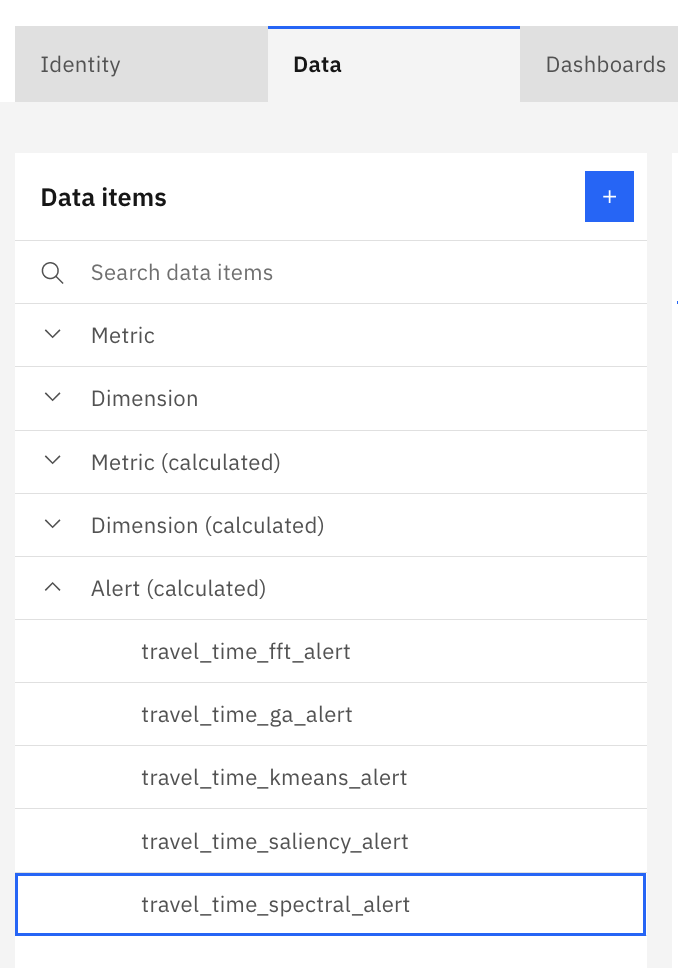 Identity
Data
Dashboards
Data items
+
Search data items
Metric
Dimension
Metric (calculated)
Dimension (calculated)
Alert (calculated)
travel_time_fft_alert
travel_time_ga_alert
travel_time_kmeans_alert
travel_time_saliency_alert
travel_time_spectral_alert